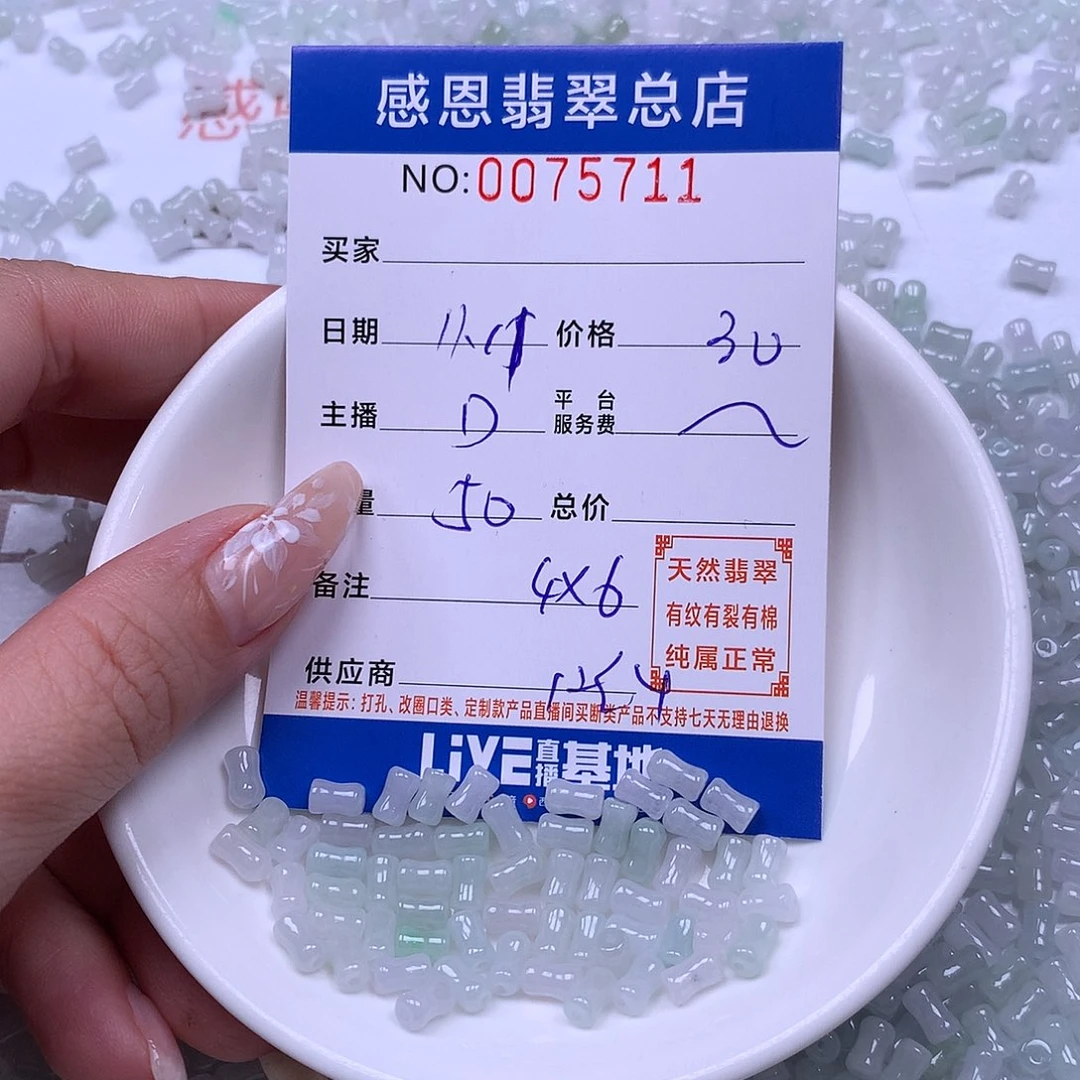 感恩翡翠总店
NO:0075711
买家
日期 价格 30
主播 D 平台服务费
量 50 总价
备注 4×6
天然翡翠
有纹有裂有棉
纯属正常
供应商
温馨提示：打孔、改圈口类、定制款产品直播间买断类产品不支持七天无理由退换
LiVE直播基地